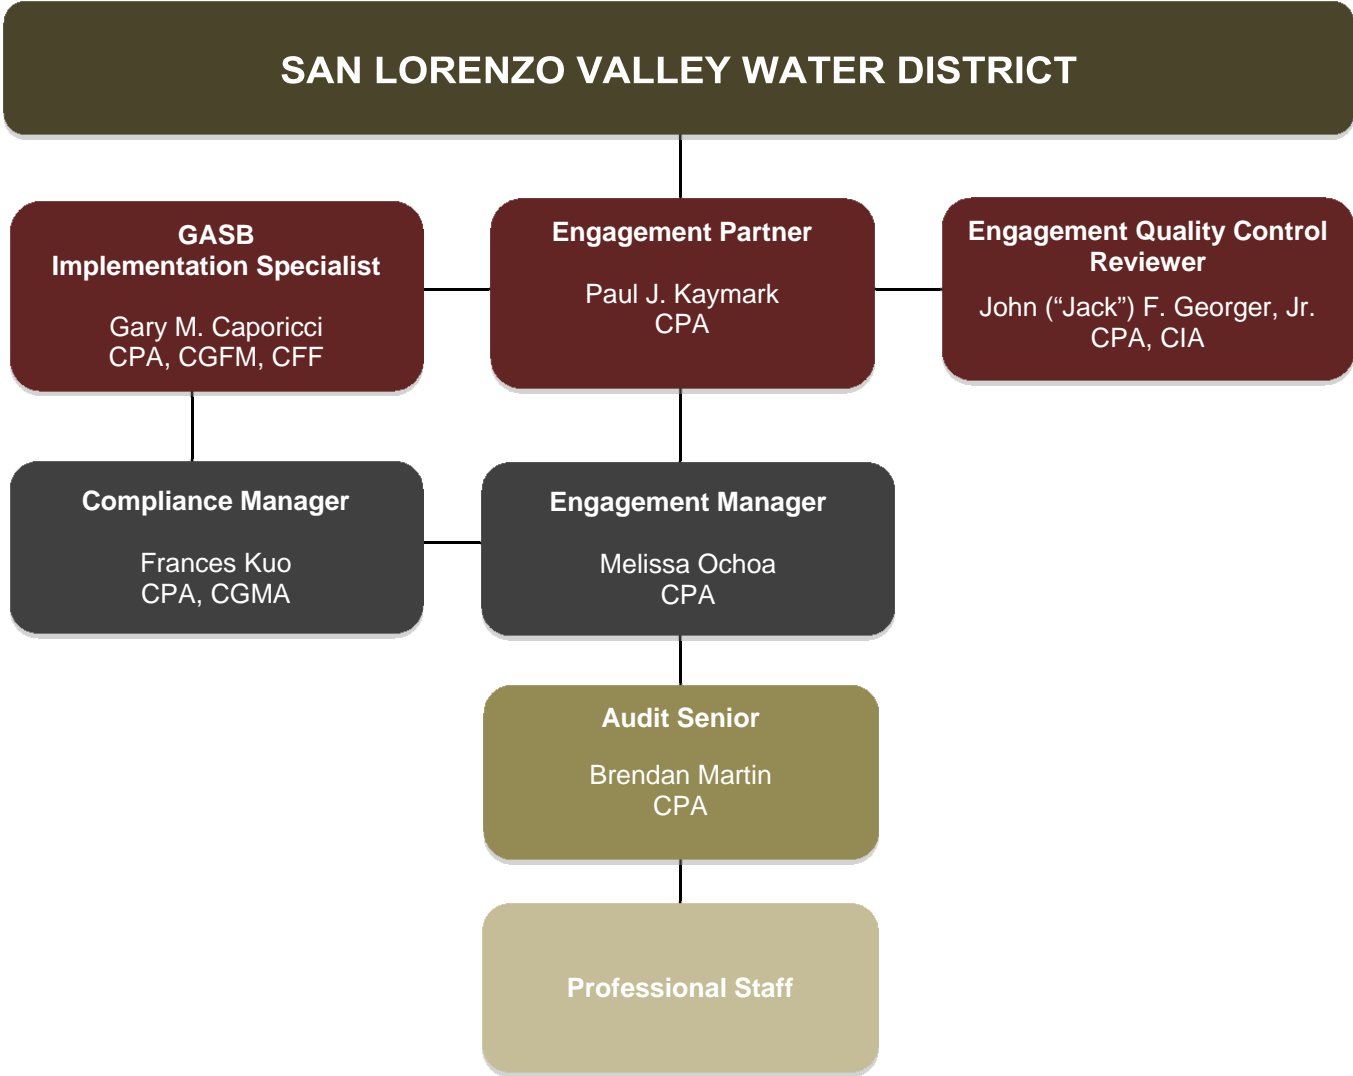 SAN LORENZO VALLEY WATER DISTRICT
GASB
Implementation Specialist
Gary M. Caporicci
CPA, CGFM, CFF
Engagement Partner
Paul J. Kaymark
CPA
Engagement Quality Control
Reviewer
John (“Jack”) F. Georger, Jr.
CPA, CIA
Compliance Manager
Frances Kuo
CPA, CGMA
Engagement Manager
Melissa Ochoa
CPA
Audit Senior
Brendan Martin
CPA
Professional Staff